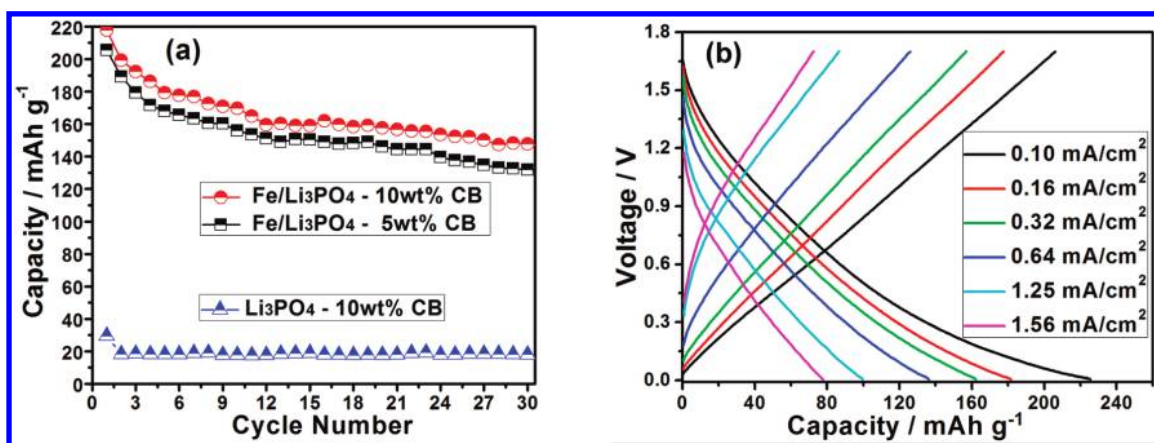 (a)
Capacity / mAh g⁻¹
220
200
180
160
140
120
100
80
60
40
20
0
Fe/Li₃PO₄ - 10wt% CB
Fe/Li₃PO₄ - 5wt% CB
Li₃PO₄ - 10wt% CB
0 3 6 9 12 15 18 21 24 27 30
Cycle Number
(b)
Voltage / V
1.8
1.5
1.2
0.9
0.6
0.3
0.0
0.10 mA/cm²
0.16 mA/cm²
0.32 mA/cm²
0.64 mA/cm²
1.25 mA/cm²
1.56 mA/cm²
0 40 80 120 160 200 240
Capacity / mAh g⁻¹